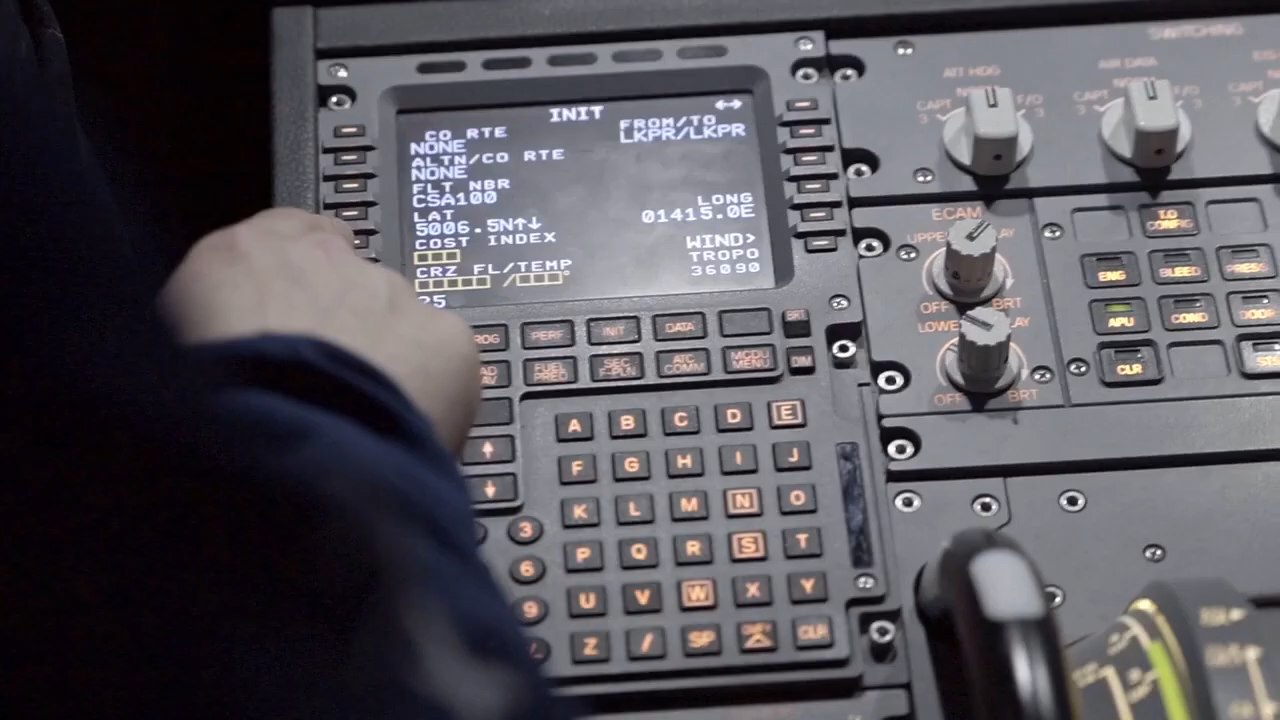 INIT ↔
CO RTE FROM/TO
NONE LKPR/LKPR
ALTN/CO RTE
NONE
FLT NBR
CSA100
LAT LONG
5006.5N↑↓ 01415.0E
COST INDEX
WIND>
CRZ FL/TEMP TROPO
/ ° 36090
25
PERF INIT DATA BRT
FUEL PRED SEC F-PLN ATC COMM MCDU MENU DIM
A B C D E
F G H I J
K L M N O
3 P Q R S T
6 U V W X Y
9 Z / SP OVFY CLR
SWITCHING
ATT HDG AIR DATA
NORM NORM
CAPT F/O CAPT F/O
3 3 3 3
ECAM
UPPER DISPLAY
OFF BRT
LOWER DISPLAY
OFF BRT
T.O CONFIG
ENG BLEED PRESS
APU COND DOOR
CLR STS